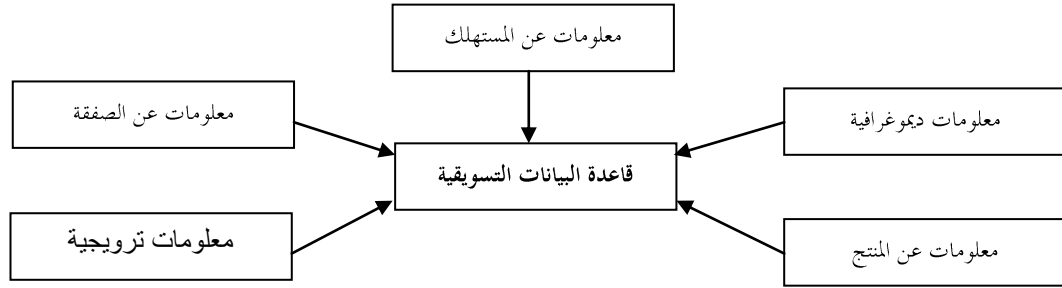 معلومات عن المستهلك
معلومات ديموغرافية
معلومات عن الصفقة
قاعدة البيانات التسويقية
معلومات عن المنتج
معلومات ترويجية